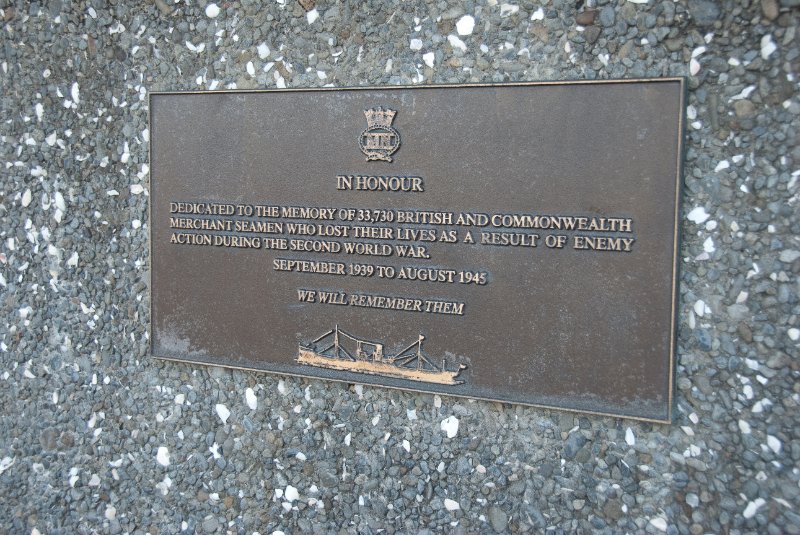 MN
IN HONOUR
DEDICATED TO THE MEMORY OF 33,730 BRITISH AND COMMONWEALTH
MERCHANT SEAMEN WHO LOST THEIR LIVES AS A RESULT OF ENEMY
ACTION DURING THE SECOND WORLD WAR.
SEPTEMBER 1939 TO AUGUST 1945
WE WILL REMEMBER THEM